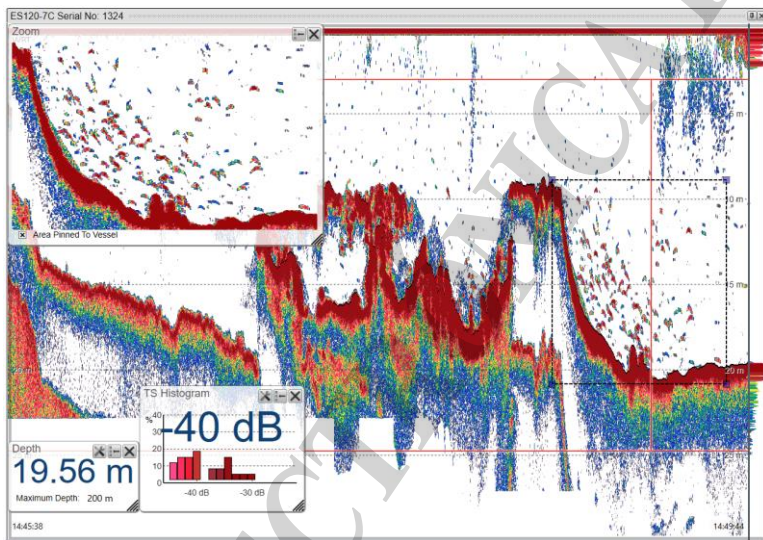 ES120-7C Serial No: 1324
Zoom
5 m
10 m
15 m
Area Pinned To Vessel
20 m
20 m
TS Histogram
%
40
30
20
10
0
-40 dB
-40 dB
-30 dB
Depth
19.56 m
Maximum Depth: 200 m
14:45:38
14:49:44